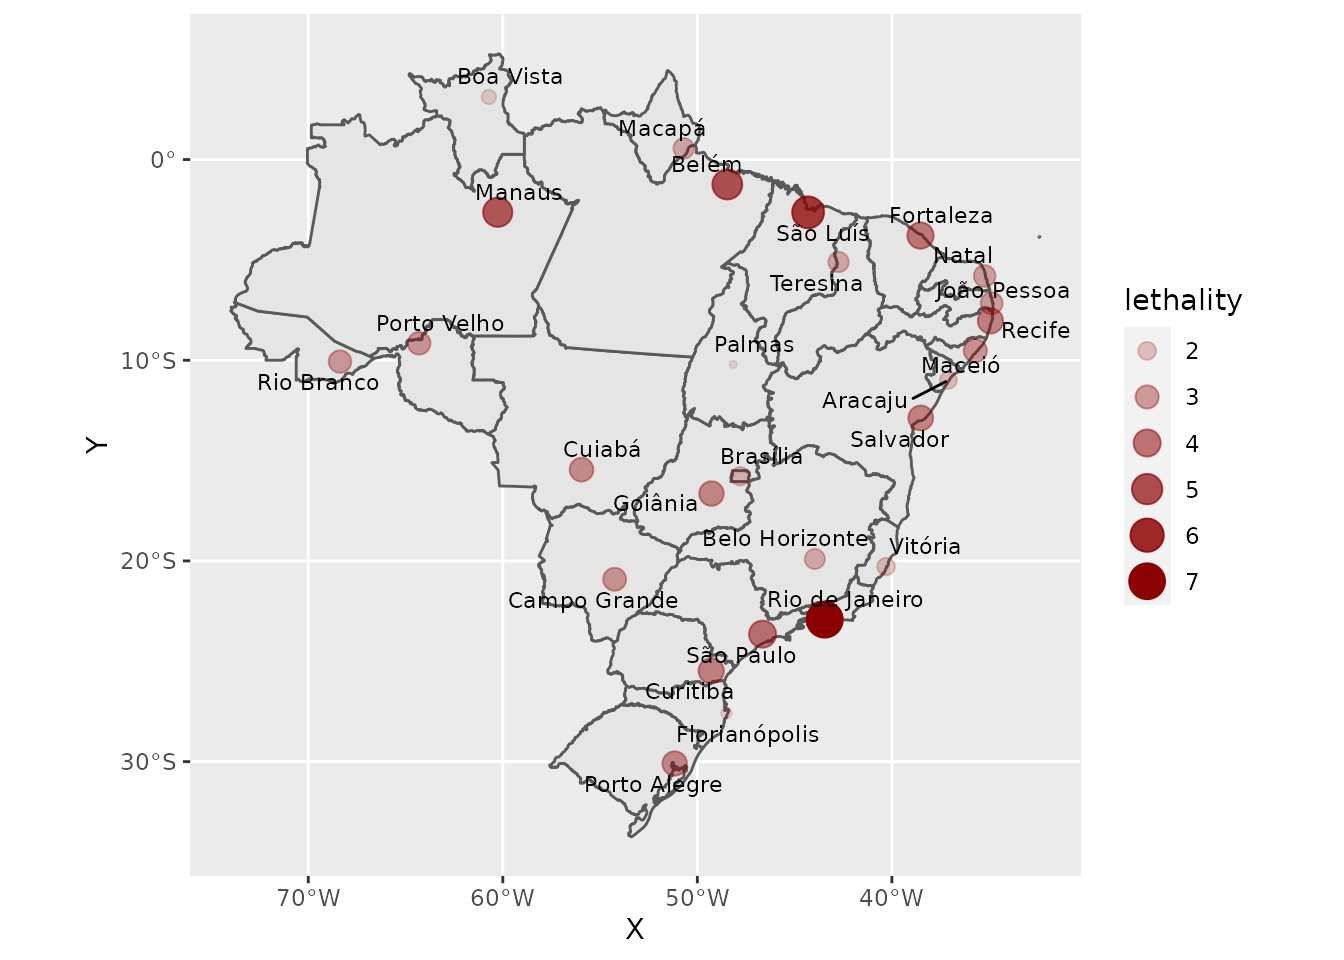 Boa Vista
Macapá
Belém
Manaus
Fortaleza
São Luís
Natal
Teresina
João Pessoa
Porto Velho
Recife
Palmas
Maceió
Rio Branco
Aracaju
Salvador
Cuiabá
Brasília
Goiânia
Belo Horizonte
Vitória
Campo Grande
Rio de Janeiro
São Paulo
Curitiba
Florianópolis
Porto Alegre
0°
10°S
20°S
30°S
Y
70°W
60°W
50°W
40°W
X
lethality
2
3
4
5
6
7